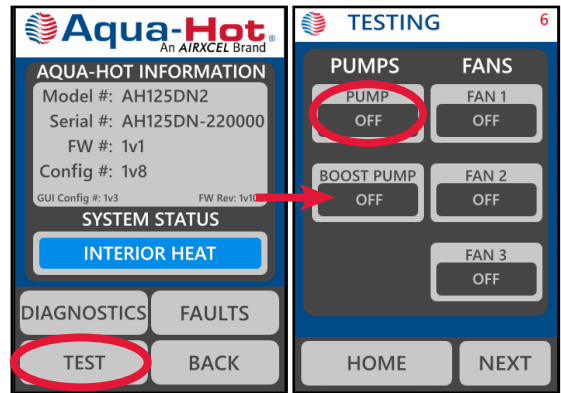 Aqua-Hot®
An AIRXCEL Brand
AQUA-HOT INFORMATION
Model #: AH125DN2
Serial #: AH125DN-220000
FW #: 1v1
Config #: 1v8
GUI Config #: 1v3 FW Rev: 1v10
SYSTEM STATUS
INTERIOR HEAT
DIAGNOSTICS FAULTS
TEST BACK
TESTING 6
PUMPS FANS
PUMP FAN 1
OFF OFF
BOOST PUMP FAN 2
OFF OFF
FAN 3
OFF
HOME NEXT